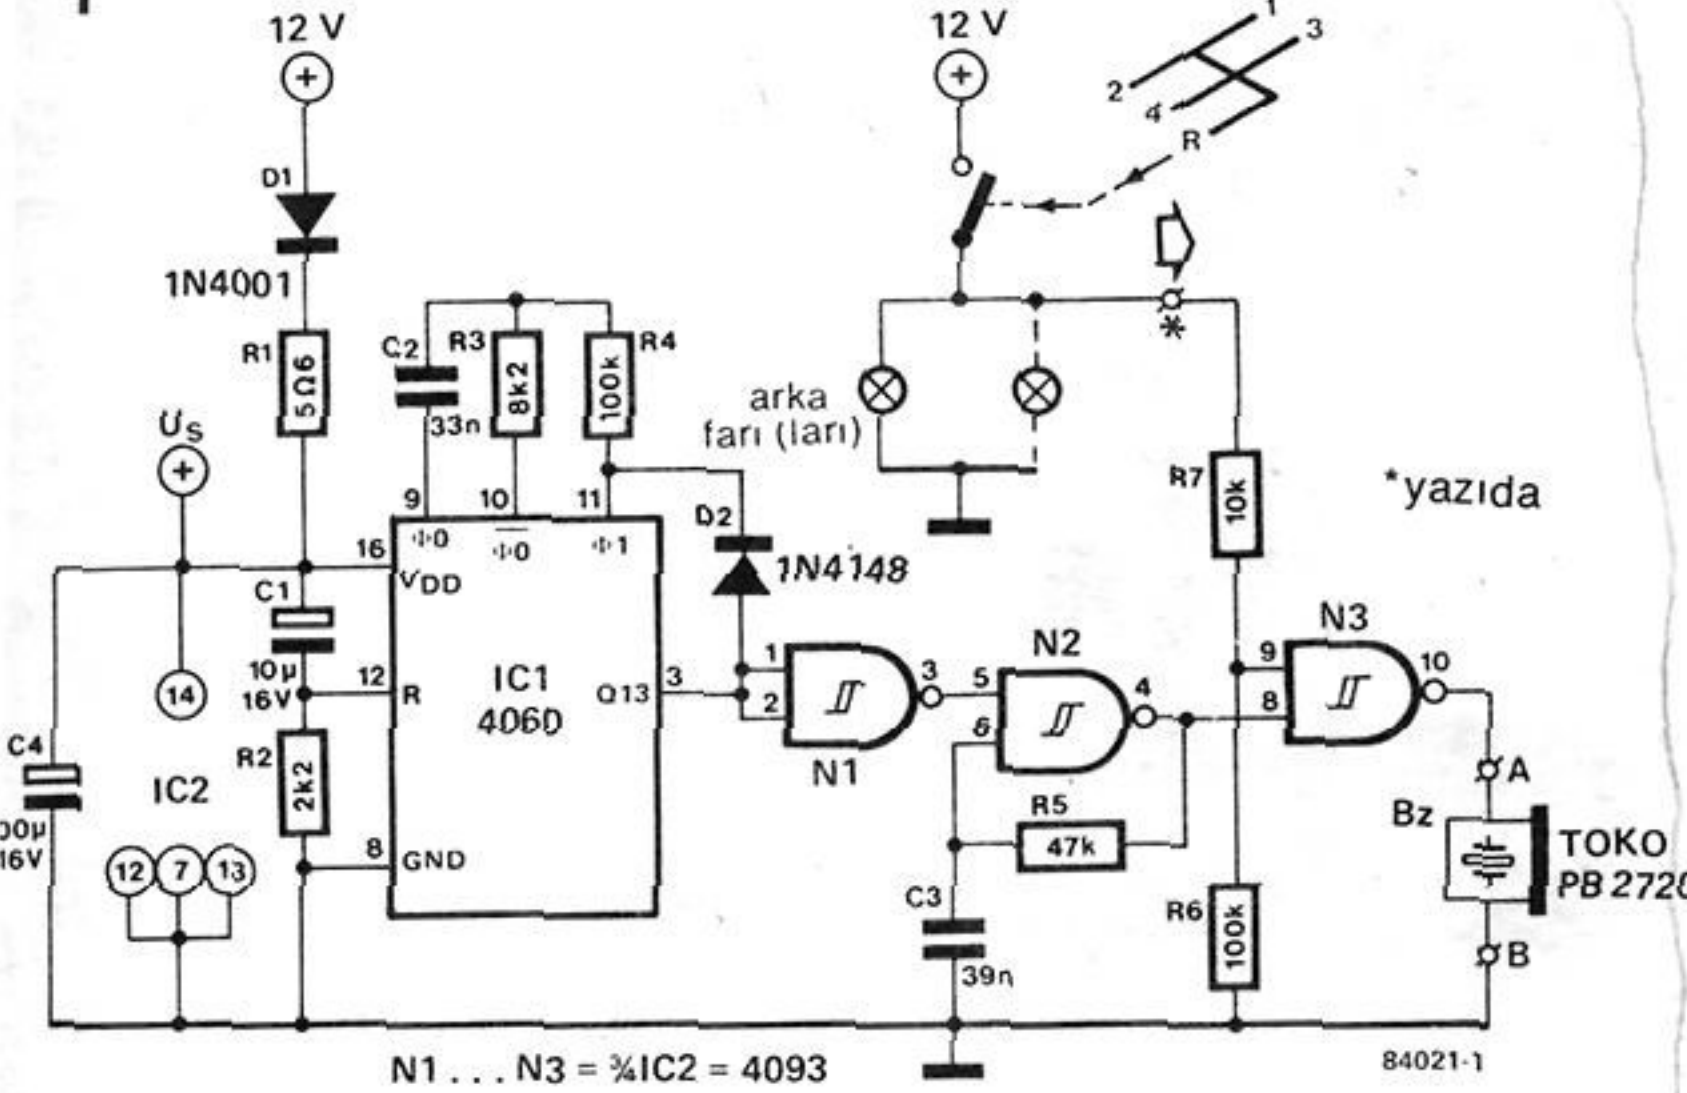 12 V
12 V
1
3
2
4
R
D1
1N4001
R1
5Ω6
C2
33n
R3
8k2
R4
100k
arka
farı (ları)
*
R7
10k
*yazıda
Us
+
9
10
11
Φ0
Φ0
Φ1
D2
1N4148
16
VDD
C1
10µ
16V
12
R
IC1
4060
Q13
3
1
2
3
N1
N2
5
6
4
N3
9
8
10
14
C4
00µ
16V
IC2
R2
2k2
8
GND
12
7
13
R5
47k
C3
39n
R6
100k
A
Bz
TOKO
PB 2720
B
N1 . . . N3 = ¾IC2 = 4093
84021-1